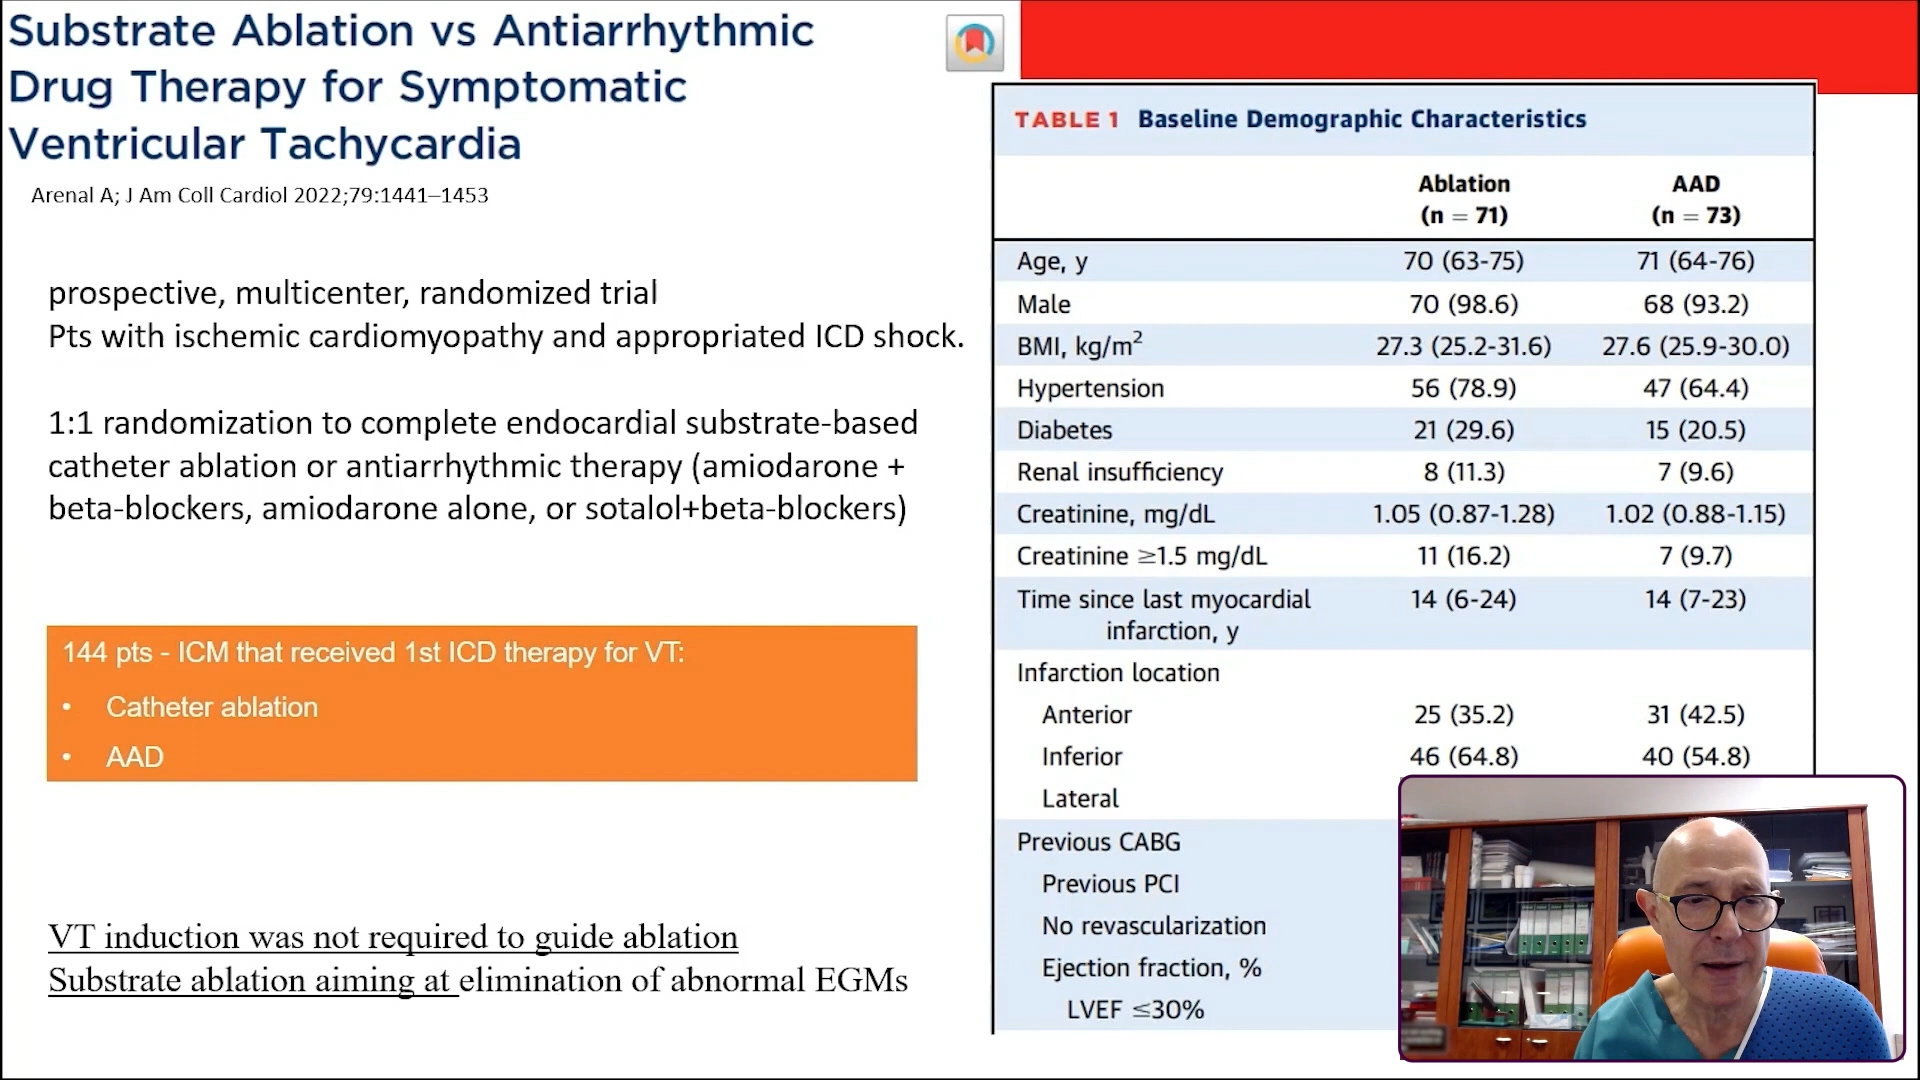 Substrate Ablation vs Antiarrhythmic
Drug Therapy for Symptomatic
Ventricular Tachycardia
Arenal A; J Am Coll Cardiol 2022;79:1441–1453
prospective, multicenter, randomized trial
Pts with ischemic cardiomyopathy and appropriated ICD shock.
1:1 randomization to complete endocardial substrate-based
catheter ablation or antiarrhythmic therapy (amiodarone +
beta-blockers, amiodarone alone, or sotalol+beta-blockers)
144 pts - ICM that received 1st ICD therapy for VT:
• Catheter ablation
• AAD
VT induction was not required to guide ablation
Substrate ablation aiming at elimination of abnormal EGMs
TABLE 1 Baseline Demographic Characteristics
Ablation AAD
(n = 71) (n = 73)
Age, y 70 (63-75) 71 (64-76)
Male 70 (98.6) 68 (93.2)
BMI, kg/m² 27.3 (25.2-31.6) 27.6 (25.9-30.0)
Hypertension 56 (78.9) 47 (64.4)
Diabetes 21 (29.6) 15 (20.5)
Renal insufficiency 8 (11.3) 7 (9.6)
Creatinine, mg/dL 1.05 (0.87-1.28) 1.02 (0.88-1.15)
Creatinine ≥1.5 mg/dL 11 (16.2) 7 (9.7)
Time since last myocardial 14 (6-24) 14 (7-23)
infarction, y
Infarction location
Anterior 25 (35.2) 31 (42.5)
Inferior 46 (64.8) 40 (54.8)
Lateral
Previous CABG
Previous PCI
No revascularization
Ejection fraction, %
LVEF ≤30%